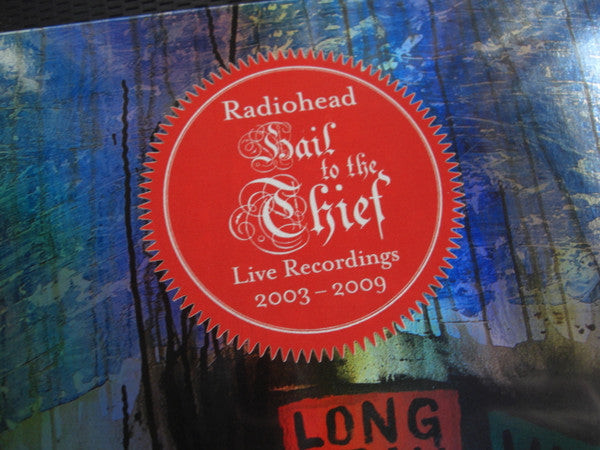 Radiohead
Hail
to the
Thief
Live Recordings
2003 – 2009
LONG